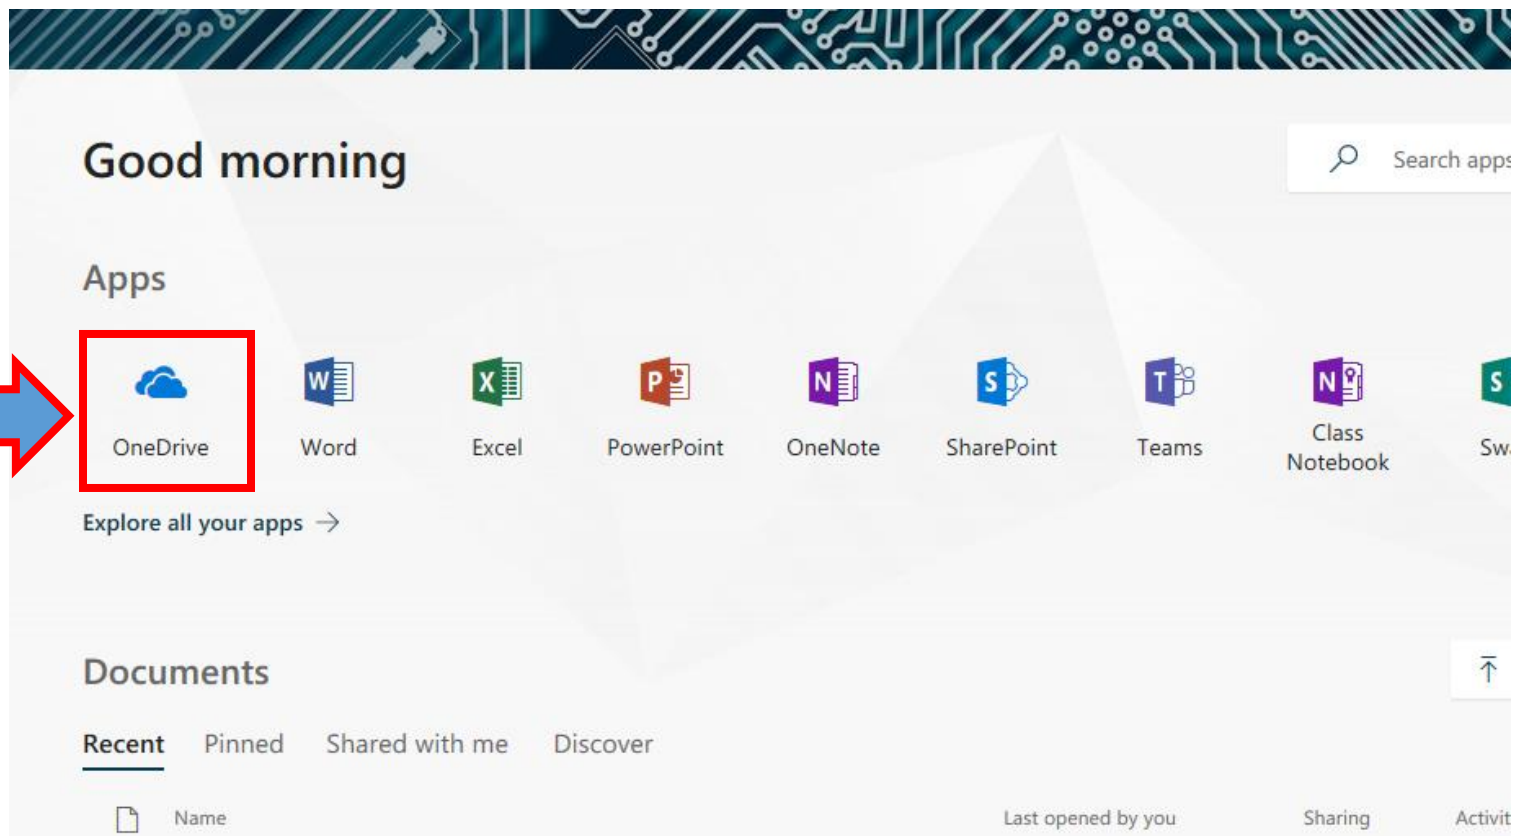 Good morning
Search apps
Apps
OneDrive
Word
Excel
PowerPoint
OneNote
SharePoint
Teams
Class
Notebook
Explore all your apps →
Documents
Recent Pinned Shared with me Discover
Name Last opened by you Sharing